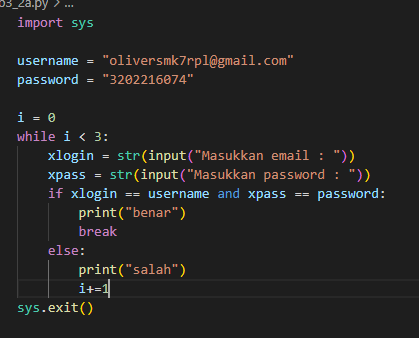 b3_2a.py > ...
import sys
username = "oliversmk7rpl@gmail.com"
password = "3202216074"
i = 0
while i < 3:
xlogin = str(input("Masukkan email : "))
xpass = str(input("Masukkan password : "))
if xlogin == username and xpass == password:
print("benar")
break
else:
print("salah")
i+=1
sys.exit()